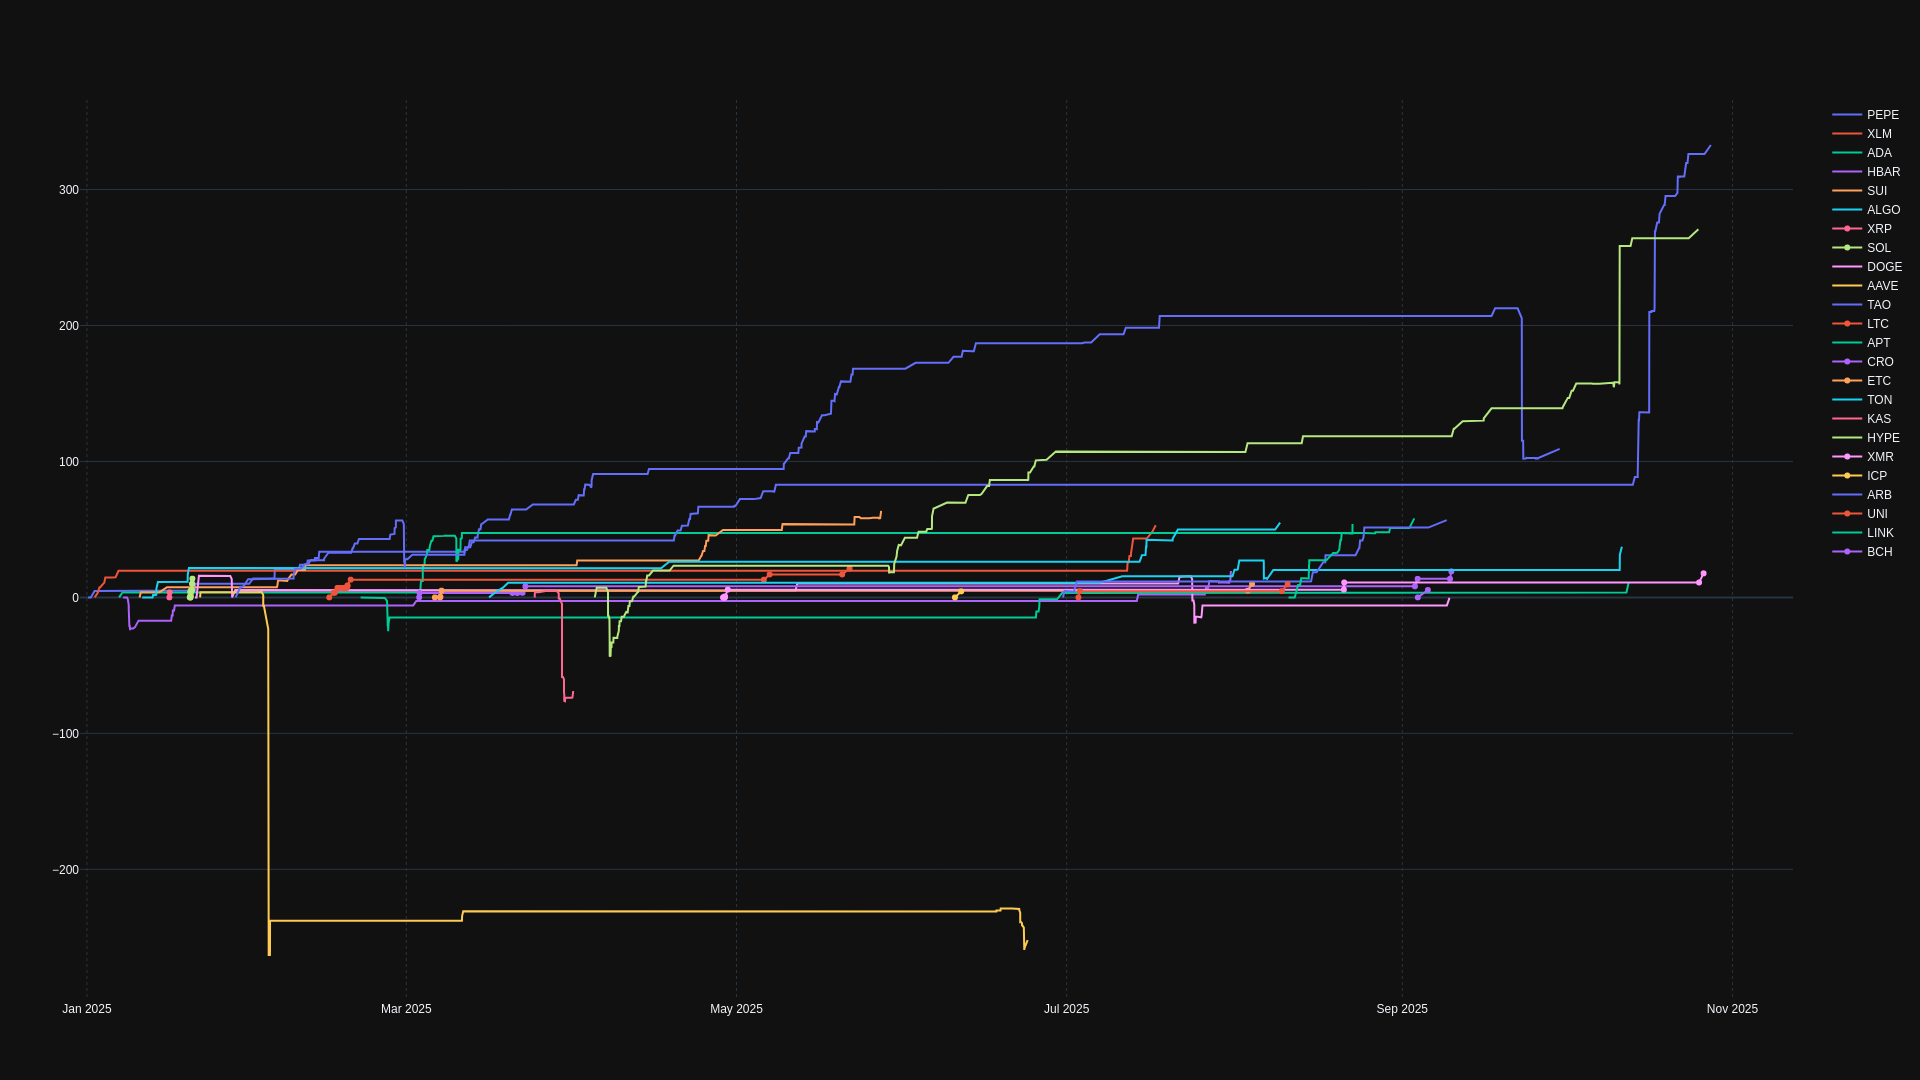 300
200
100
0
−100
−200
Jan 2025
Mar 2025
May 2025
Jul 2025
Sep 2025
Nov 2025
PEPE
XLM
ADA
HBAR
SUI
ALGO
XRP
SOL
DOGE
AAVE
TAO
LTC
APT
CRO
ETC
TON
KAS
HYPE
XMR
ICP
ARB
UNI
LINK
BCH